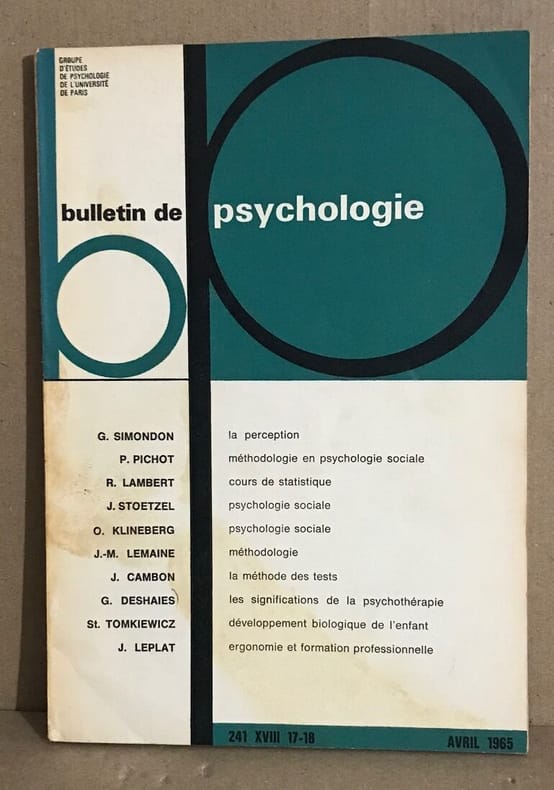 GROUPE
D'ÉTUDES
DE PSYCHOLOGIE
DE L'UNIVERSITÉ
DE PARIS
bulletin de psychologie
bp
G. SIMONDON la perception
P. PICHOT méthodologie en psychologie sociale
R. LAMBERT cours de statistique
J. STOETZEL psychologie sociale
O. KLINEBERG psychologie sociale
J.-M. LEMAINE méthodologie
J. CAMBON la méthode des tests
G. DESHAIES les significations de la psychothérapie
St. TOMKIEWICZ développement biologique de l'enfant
J. LEPLAT ergonomie et formation professionnelle
241 XVIII 17-18 AVRIL 1965